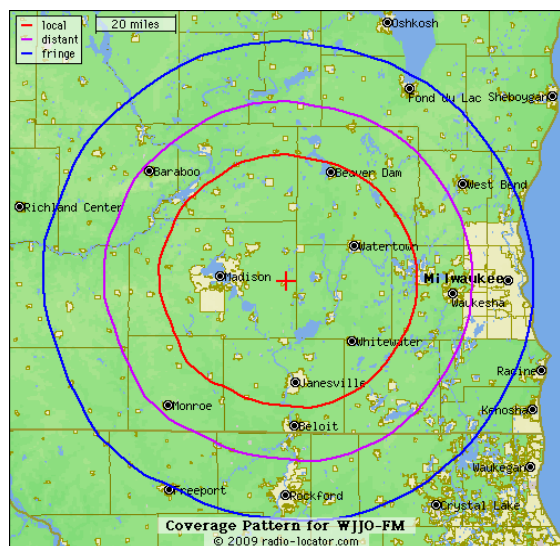 local
distant
fringe
20 miles
Oshkosh
Fond du Lac
Sheboygan
Baraboo
Beaver Dam
West Bend
Richland Center
Watertown
Madison
Milwaukee
Waukesha
Whitewater
Racine
Janesville
Monroe
Kenosha
Beloit
Waukegan
Freeport
Rockford
Crystal Lake
Coverage Pattern for WJJO-FM
© 2009 radio-locator.com